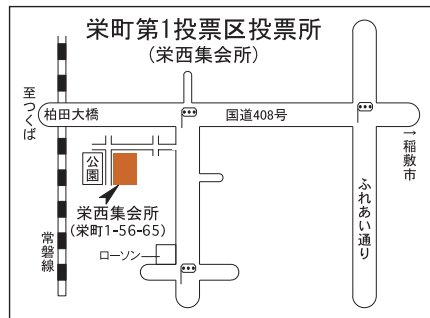 栄町第1投票区投票所
(栄西集会所)
至つくば
柏田大橋
国道408号
→稲敷市
公園
栄西集会所
(栄町1-56-65)
ふれあい通り
常磐線
ローソン